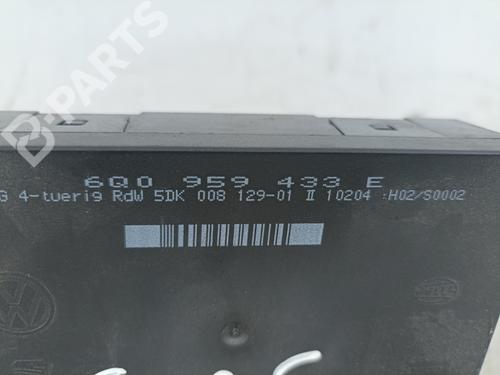 B-PARTS
6Q0 959 433 E
G 4-tuerig RdW 5DK 008 129-01 II 10204 H02/S0002